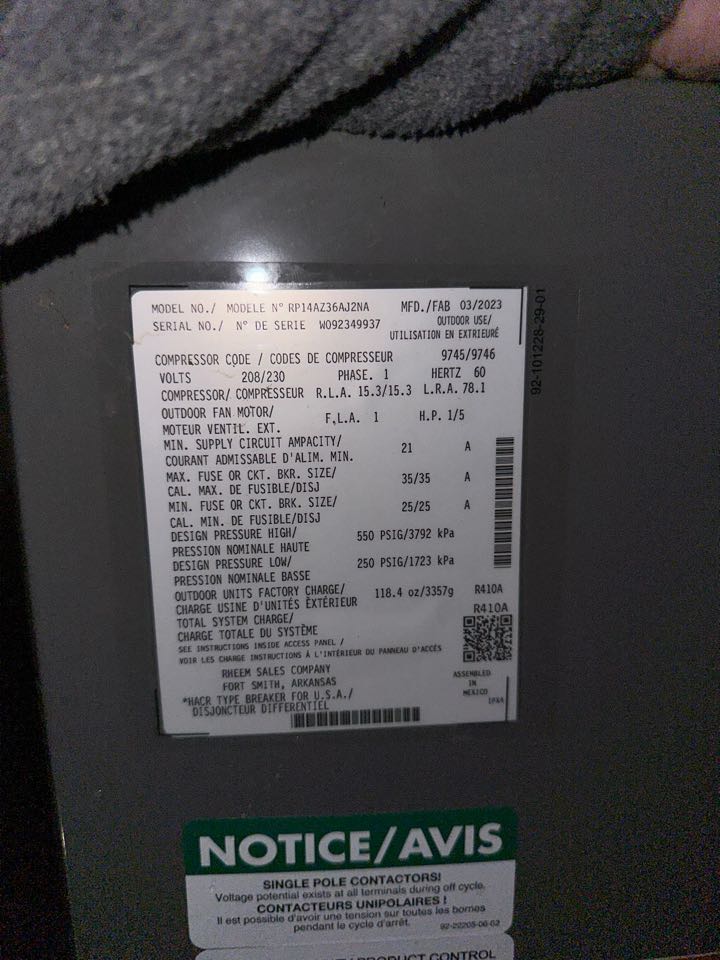 MODEL NO./ MODELE N° RP14AZ36AJ2NA MFD./FAB 03/2023
SERIAL NO./ N° DE SERIE W092349937 OUTDOOR USE/
UTILISATION EN EXTRIEURÉ
COMPRESSOR CODE / CODES DE COMPRESSEUR 9745/9746
VOLTS 208/230 PHASE. 1 HERTZ 60
COMPRESSOR/ COMPRESSEUR R.L.A. 15.3/15.3 L.R.A. 78.1
OUTDOOR FAN MOTOR/
MOTEUR VENTIL. EXT. F.L.A. 1 H.P. 1/5
MIN. SUPPLY CIRCUIT AMPACITY/
COURANT ADMISSABLE D'ALIM. MIN. 21 A
MAX. FUSE OR CKT. BKR. SIZE/
CAL. MAX. DE FUSIBLE/DISJ 35/35 A
MIN. FUSE OR CKT. BRK. SIZE/
CAL. MIN. DE FUSIBLE/DISJ 25/25 A
DESIGN PRESSURE HIGH/
PRESSION NOMINALE HAUTE 550 PSIG/3792 kPa
DESIGN PRESSURE LOW/
PRESSION NOMINALE BASSE 250 PSIG/1723 kPa
OUTDOOR UNITS FACTORY CHARGE/
CHARGE USINE D'UNITÉS EXTÉRIEUR 118.4 oz/3357g R410A
TOTAL SYSTEM CHARGE/ R410A
CHARGE TOTALE DU SYSTÈME
SEE INSTRUCTIONS INSIDE ACCESS PANEL /
VOIR LES CHARGE INSTRUCTIONS À L'INTÉRIEUR DU PANNEAU D'ACCÈS
RHEEM SALES COMPANY
FORT SMITH, ARKANSAS
ASSEMBLED
IN
MEXICO
*HACR TYPE BREAKER FOR U.S.A./
DISJONCTEUR DIFFERENTIEL
92-101228-29-01
NOTICE/AVIS
SINGLE POLE CONTACTORS!
Voltage potential exists at all terminals during off cycle.
CONTACTEURS UNIPOLAIRES !
Il est possible d'avoir une tension sur toutes les bornes
pendant le cycle d'arrêt.
92-22205-06-02
PRODUCT CONTROL